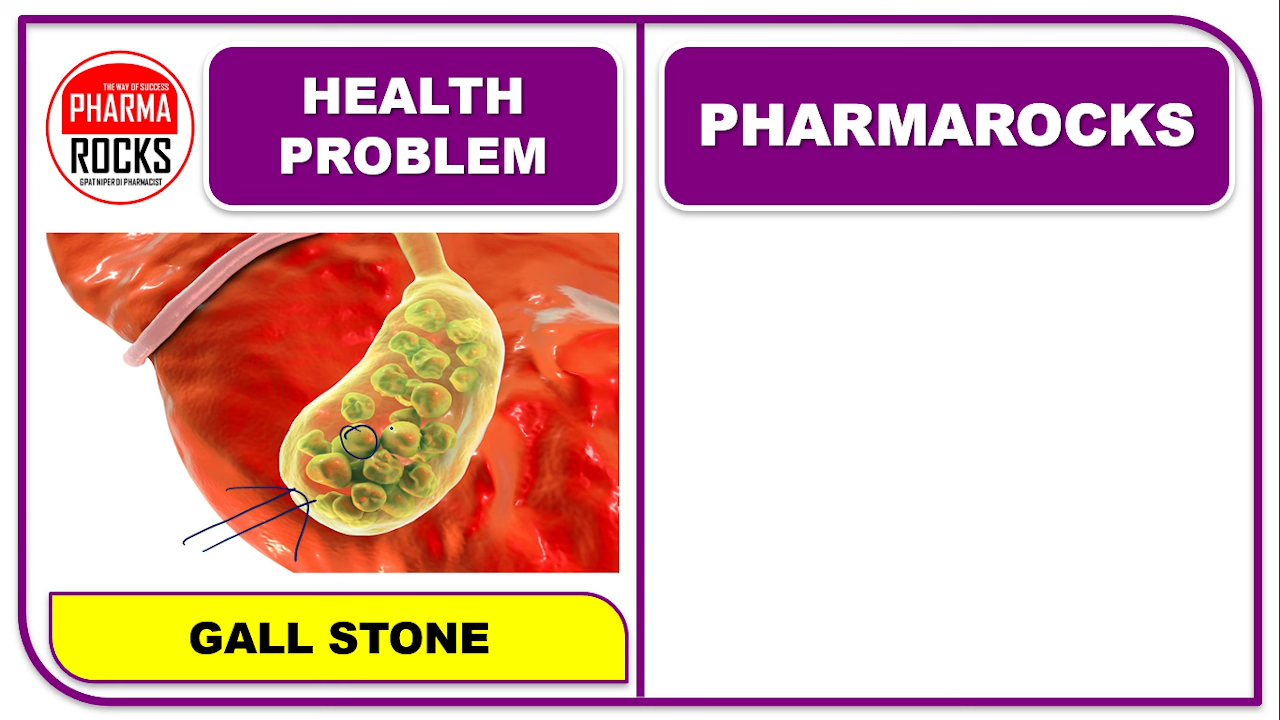 THE WAY OF SUCCESS
PHARMA
ROCKS
GPAT NIPER DI PHARMACIST
HEALTH
PROBLEM
PHARMAROCKS
GALL STONE